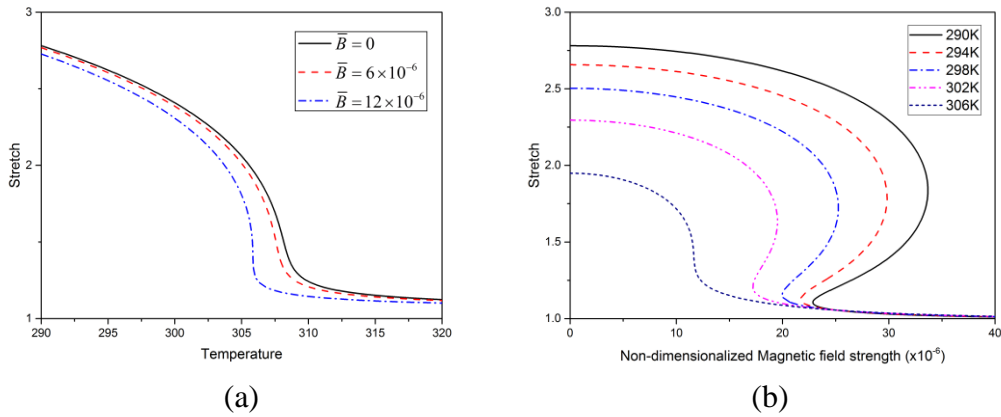 3
2
1
Stretch
290 295 300 305 310 315 320
Temperature
B̄ = 0
B̄ = 6×10⁻⁶
B̄ = 12×10⁻⁶
(a)
3.0
2.5
2.0
1.5
1.0
Stretch
0 10 20 30 40
Non-dimensionalized Magnetic field strength (x10⁻⁶)
290K
294K
298K
302K
306K
(b)